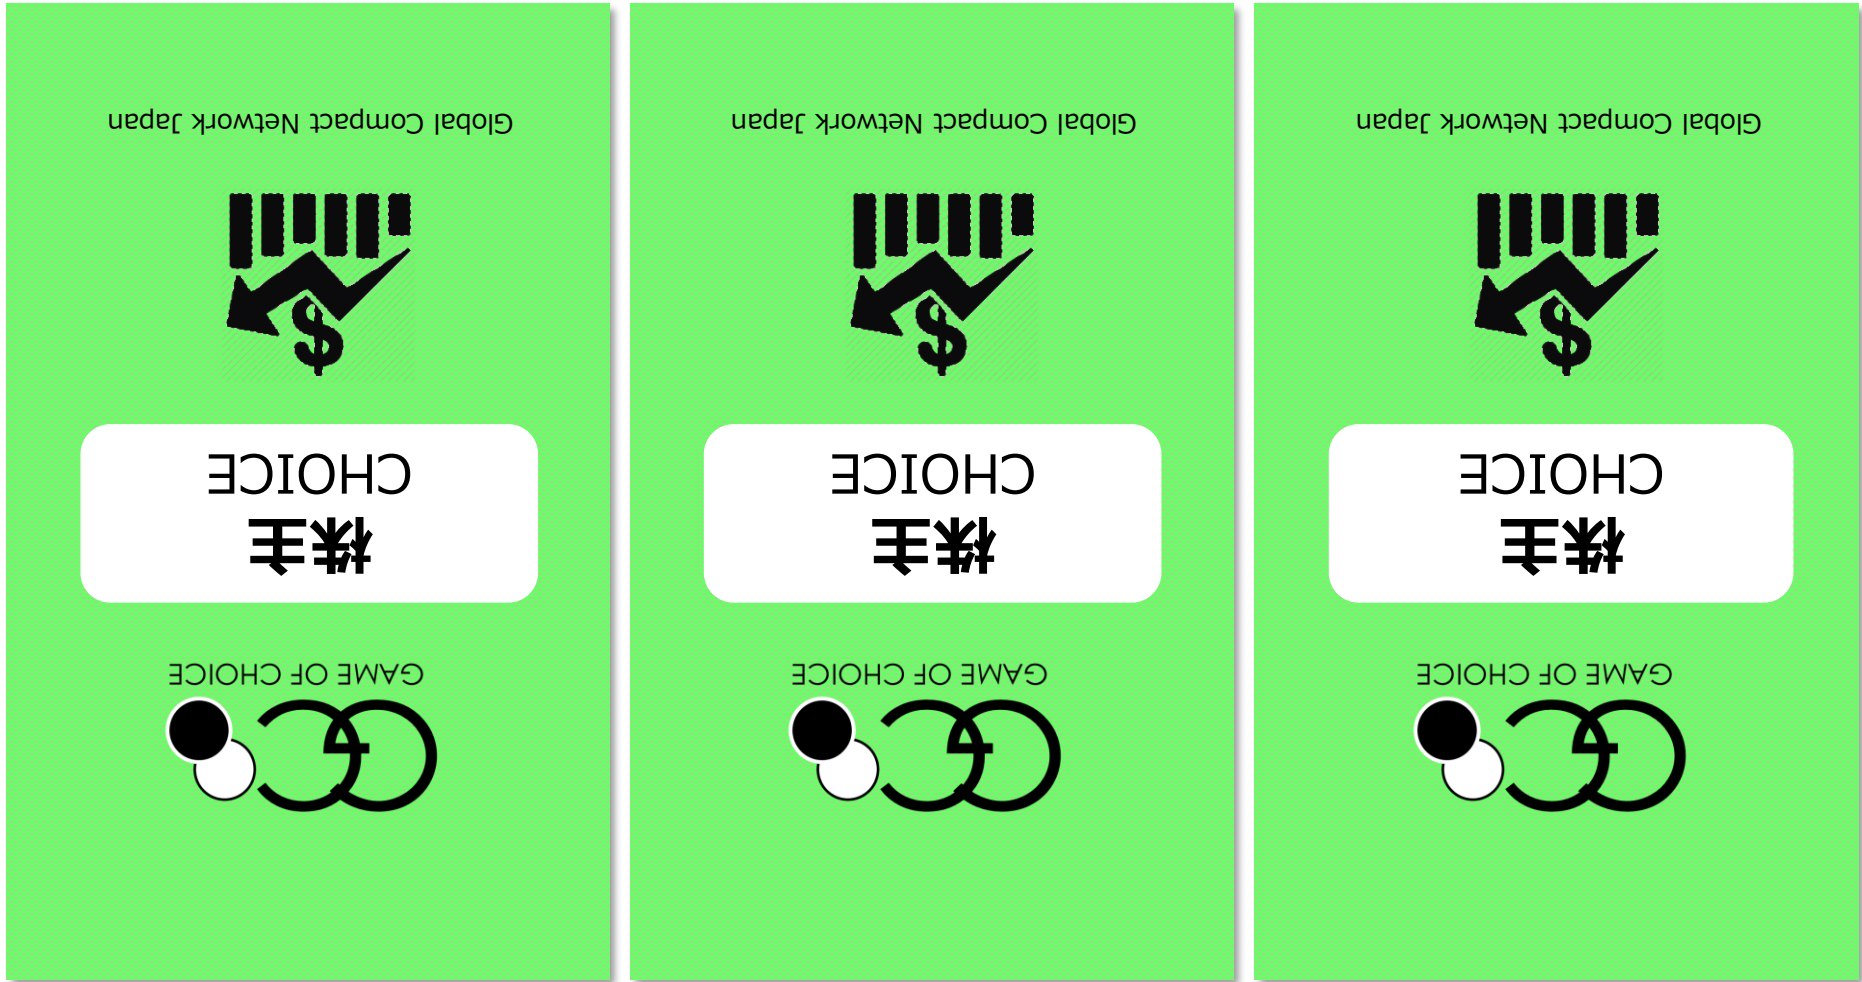 GAME OF CHOICE
株主
CHOICE
$
Global Compact Network Japan
GAME OF CHOICE
株主
CHOICE
$
Global Compact Network Japan
GAME OF CHOICE
株主
CHOICE
$
Global Compact Network Japan